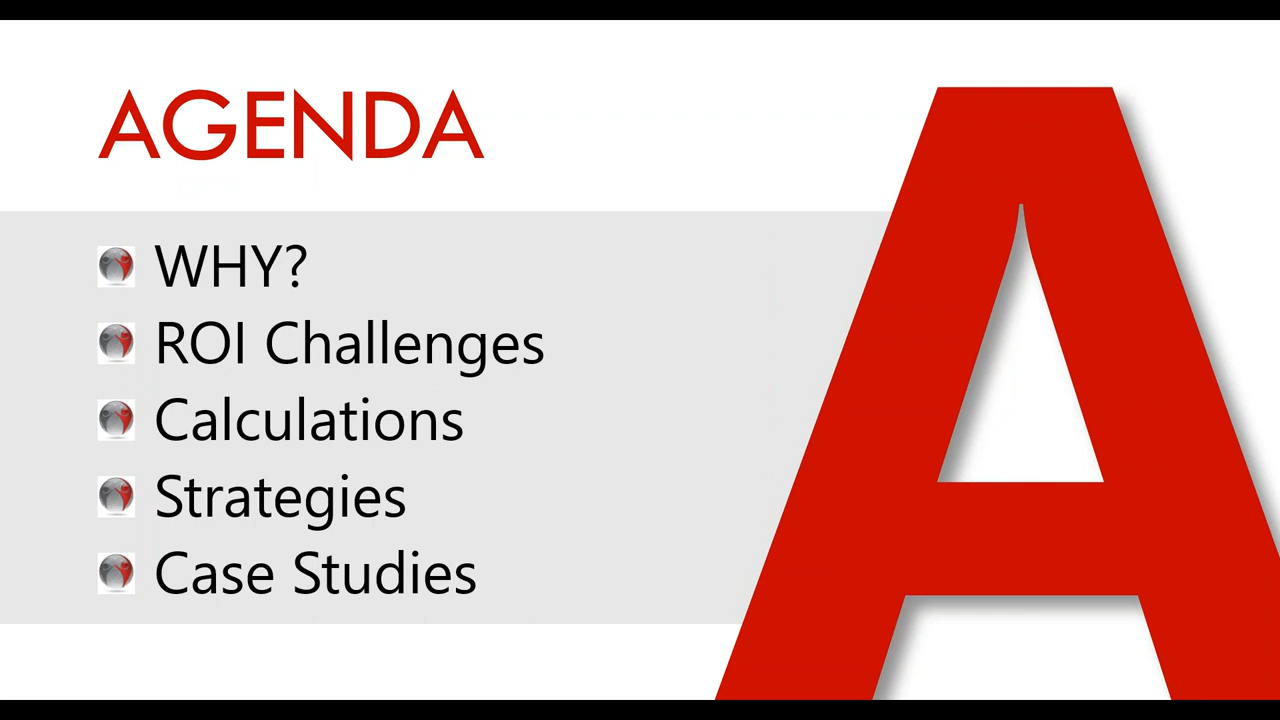 AGENDA
WHY?
ROI Challenges
Calculations
Strategies
Case Studies
A